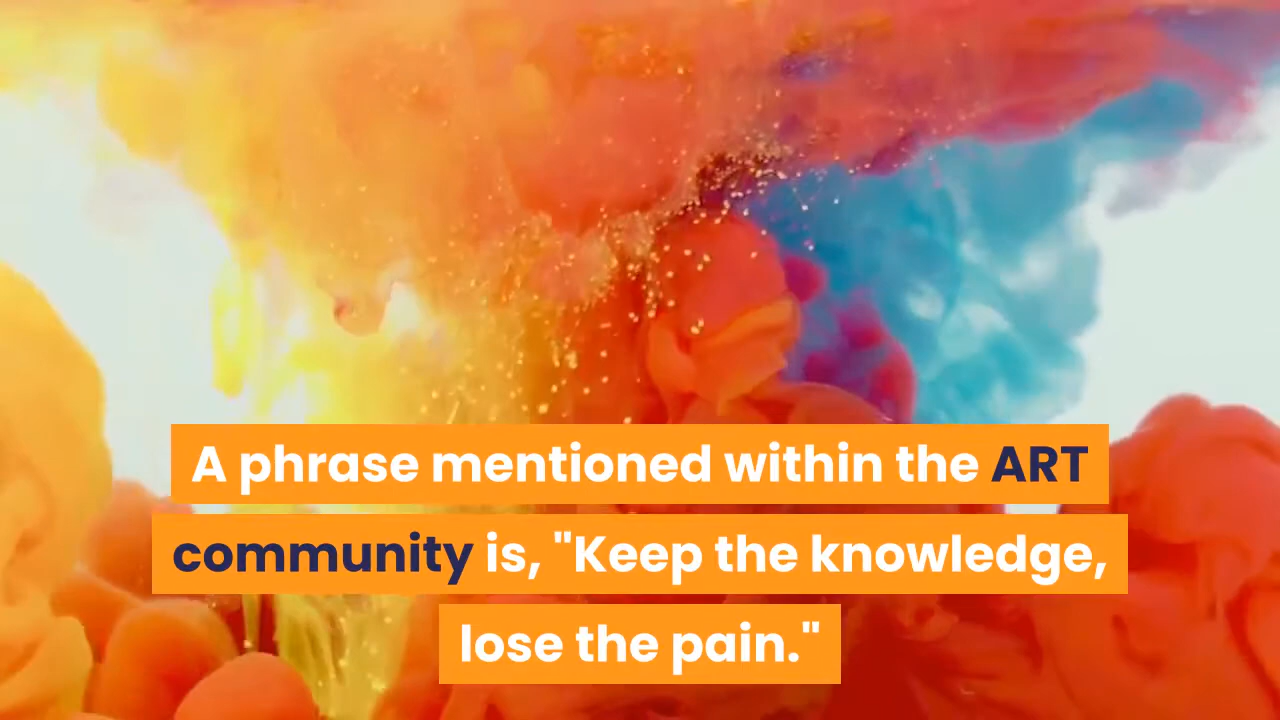 A phrase mentioned within the ART
community is, "Keep the knowledge,
lose the pain."